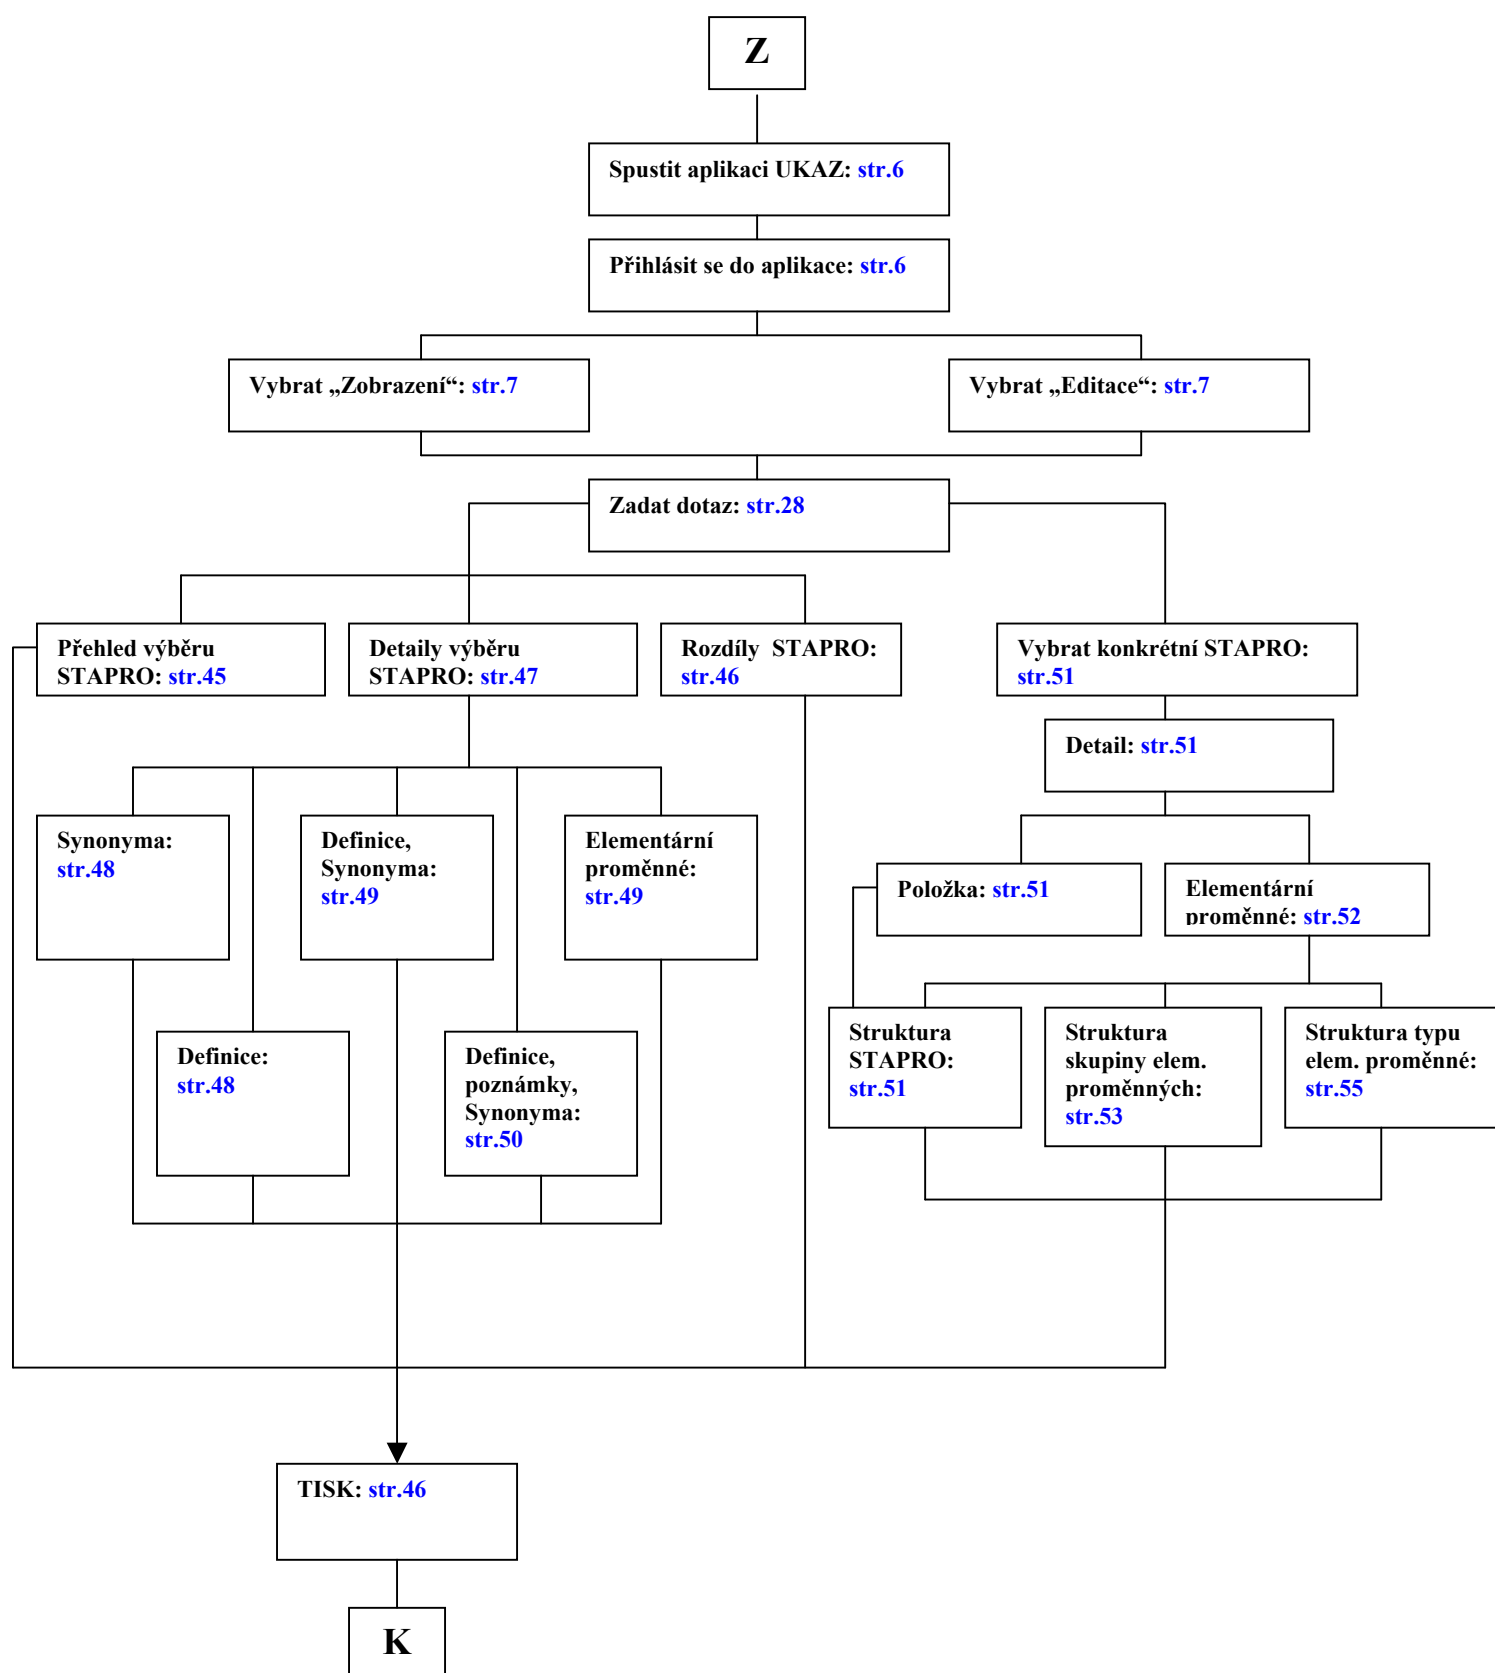 Z
Spustit aplikaci UKAZ: str.6
Přihlásit se do aplikace: str.6
Vybrat „Zobrazení“: str.7
Vybrat „Editace“: str.7
Zadat dotaz: str.28
Přehled výběru
STAPRO: str.45
Detaily výběru
STAPRO: str.47
Rozdíly STAPRO:
str.46
Vybrat konkrétní STAPRO:
str.51
Detail: str.51
Synonyma:
str.48
Definice,
Synonyma:
str.49
Elementární
proměnné:
str.49
Položka: str.51
Elementární
proměnné: str.52
Definice:
str.48
Definice,
poznámky,
Synonyma:
str.50
Struktura
STAPRO:
str.51
Struktura
skupiny elem.
proměnných:
str.53
Struktura typu
elem. proměnné:
str.55
TISK: str.46
K